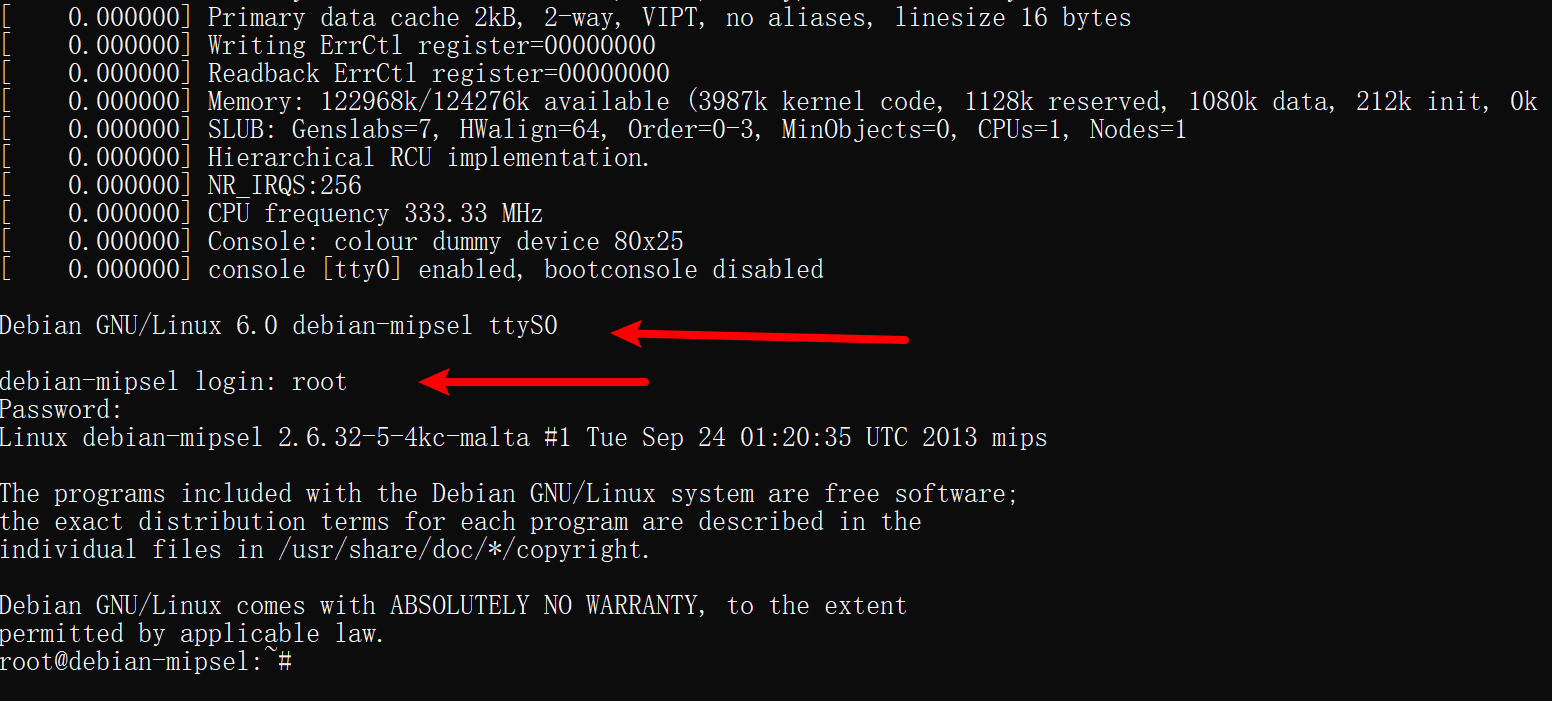 [    0.000000] Primary data cache 2kB, 2-way, VIPT, no aliases, linesize 16 bytes
[    0.000000] Writing ErrCtl register=00000000
[    0.000000] Readback ErrCtl register=00000000
[    0.000000] Memory: 122968k/124276k available (3987k kernel code, 1128k reserved, 1080k data, 212k init, 0k
[    0.000000] SLUB: Genslabs=7, HWalign=64, Order=0-3, MinObjects=0, CPUs=1, Nodes=1
[    0.000000] Hierarchical RCU implementation.
[    0.000000] NR_IRQS:256
[    0.000000] CPU frequency 333.33 MHz
[    0.000000] Console: colour dummy device 80x25
[    0.000000] console [tty0] enabled, bootconsole disabled
Debian GNU/Linux 6.0 debian-mipsel ttyS0
debian-mipsel login: root
Password:
Linux debian-mipsel 2.6.32-5-4kc-malta #1 Tue Sep 24 01:20:35 UTC 2013 mips
The programs included with the Debian GNU/Linux system are free software;
the exact distribution terms for each program are described in the
individual files in /usr/share/doc/*/copyright.
Debian GNU/Linux comes with ABSOLUTELY NO WARRANTY, to the extent
permitted by applicable law.
root@debian-mipsel:~#